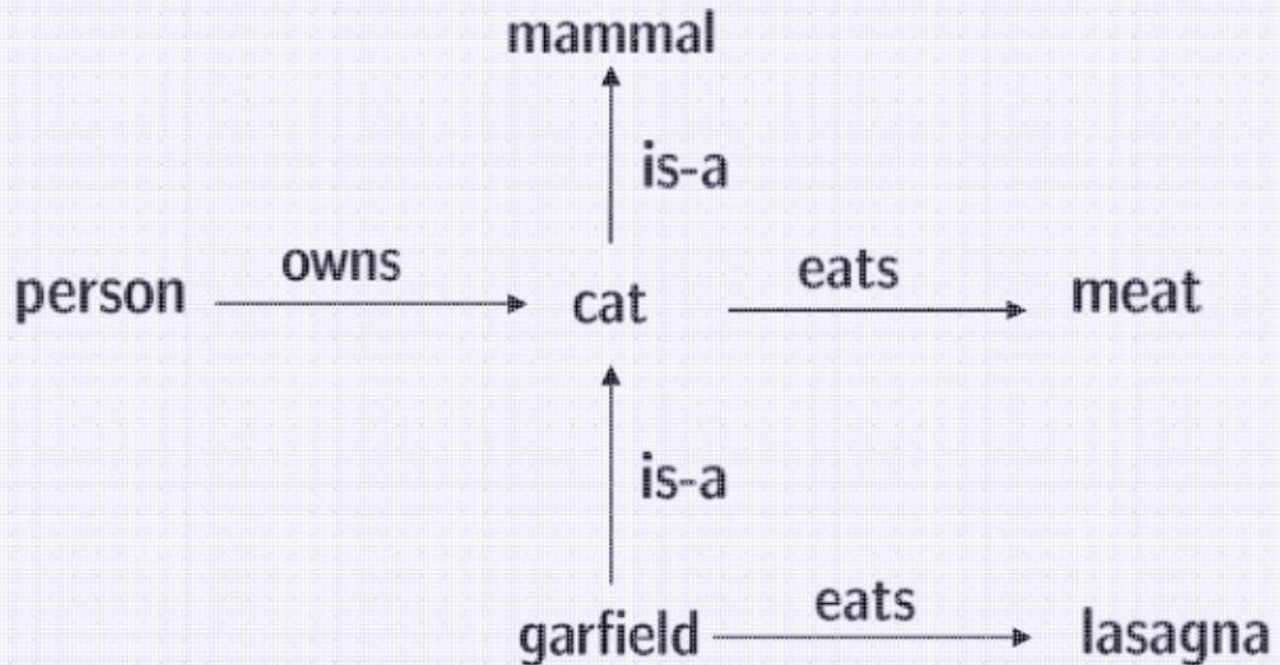 mammal
is-a
owns
eats
person
cat
meat
is-a
eats
garfield
lasagna